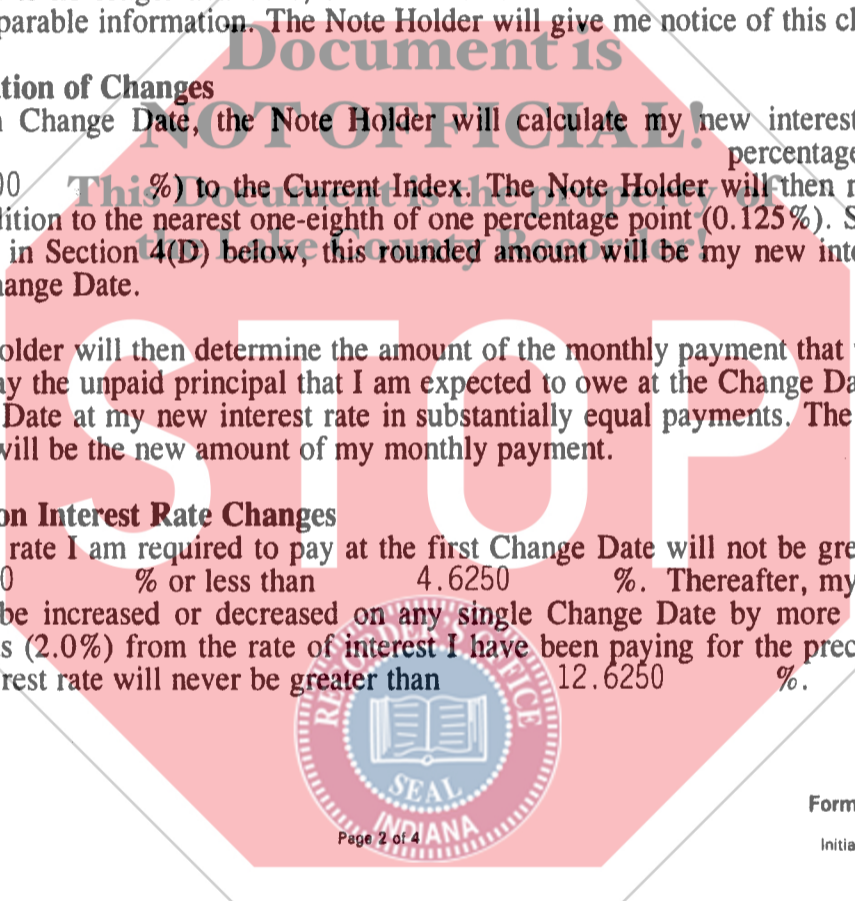 parable information. The Note Holder will give me notice of this
Document is
tion of Changes
NOT OFFICIAL!
Change Date, the Note Holder will calculate my new interest
percentage
00 %) to the Current Index. The Note Holder will then
This Document is the property of
lition to the nearest one-eighth of one percentage point (0.125%).
the Lake County Recorder!
in Section 4(D) below, this rounded amount will be my new
ange Date.
older will then determine the amount of the monthly payment that
ay the unpaid principal that I am expected to owe at the Change
Date at my new interest rate in substantially equal payments. The
will be the new amount of my monthly payment.
STOP
on Interest Rate Changes
rate I am required to pay at the first Change Date will not be
0 % or less than 4.6250 %. Thereafter, my
be increased or decreased on any single Change Date by more
s (2.0%) from the rate of interest I have been paying for the
rest rate will never be greater than 12.6250 %.
RECORDER'S OFFICE
SEAL
INDIANA
Form
Page 2 of 4
Initia